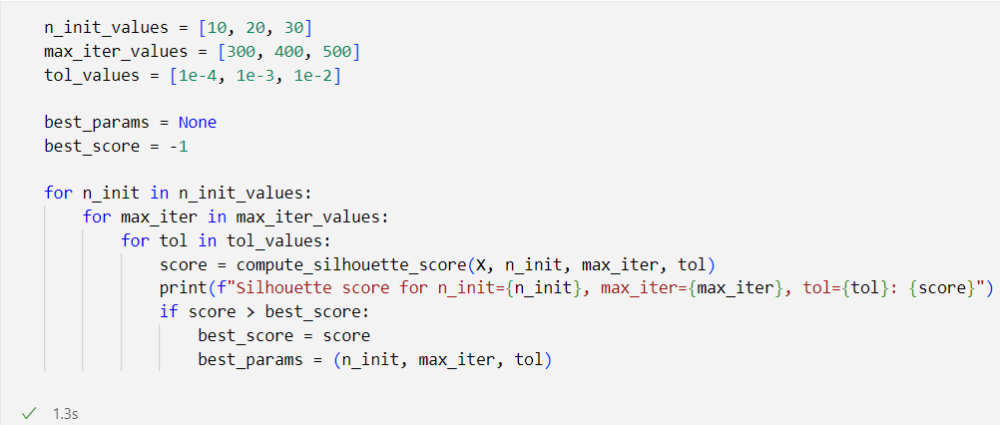 n_init_values = [10, 20, 30]
max_iter_values = [300, 400, 500]
tol_values = [1e-4, 1e-3, 1e-2]

best_params = None
best_score = -1

for n_init in n_init_values:
    for max_iter in max_iter_values:
        for tol in tol_values:
            score = compute_silhouette_score(X, n_init, max_iter, tol)
            print(f"Silhouette score for n_init={n_init}, max_iter={max_iter}, tol={tol}: {score}")
            if score > best_score:
                best_score = score
                best_params = (n_init, max_iter, tol)

✓ 1.3s